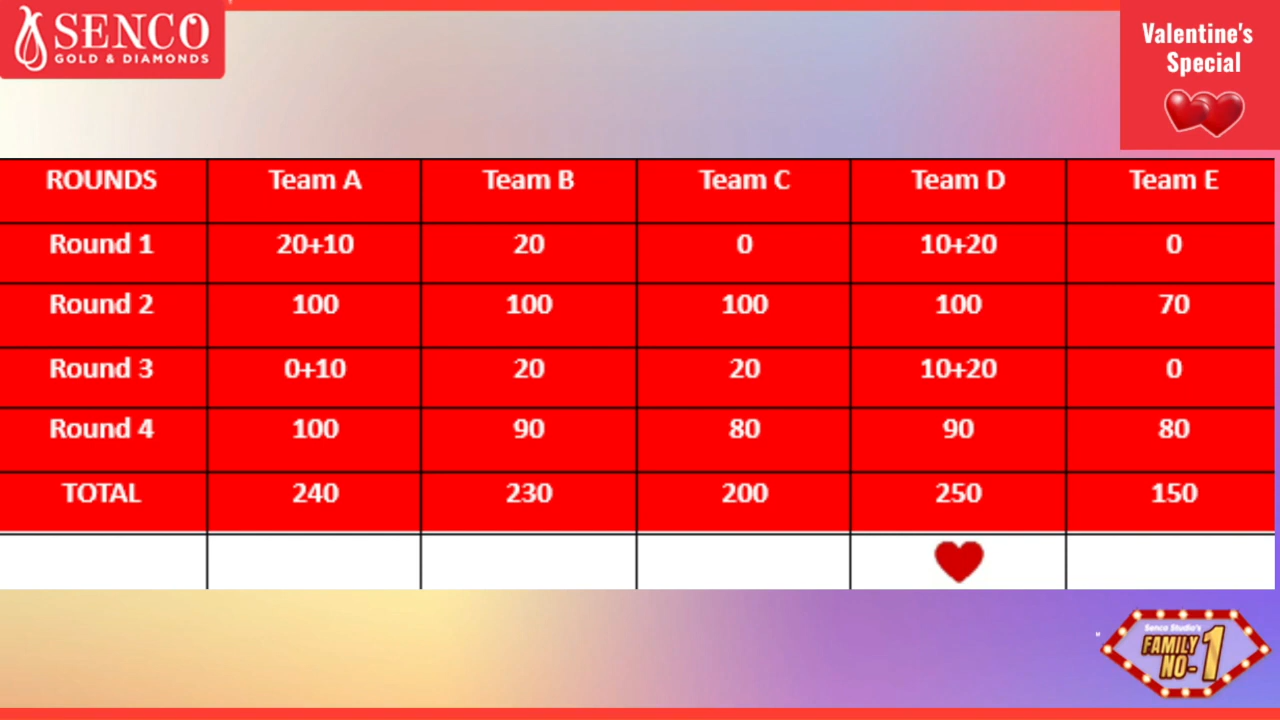 SENCO
GOLD & DIAMONDS
Valentine's
Special
ROUNDS Team A Team B Team C Team D Team E
Round 1 20+10 20 0 10+20 0
Round 2 100 100 100 100 70
Round 3 0+10 20 20 10+20 0
Round 4 100 90 80 90 80
TOTAL 240 230 200 250 150
Senco Studio's
FAMILY
NO-1